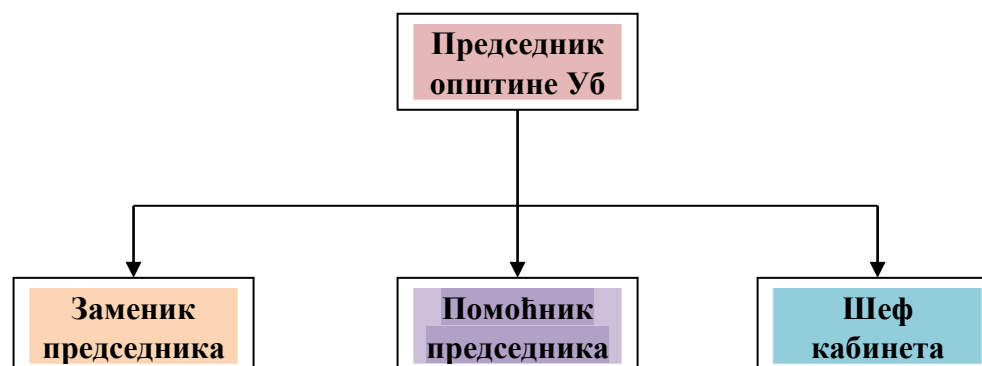 Председник
општине Уб
Заменик
председника
Помоћник
председника
Шеф
кабинета